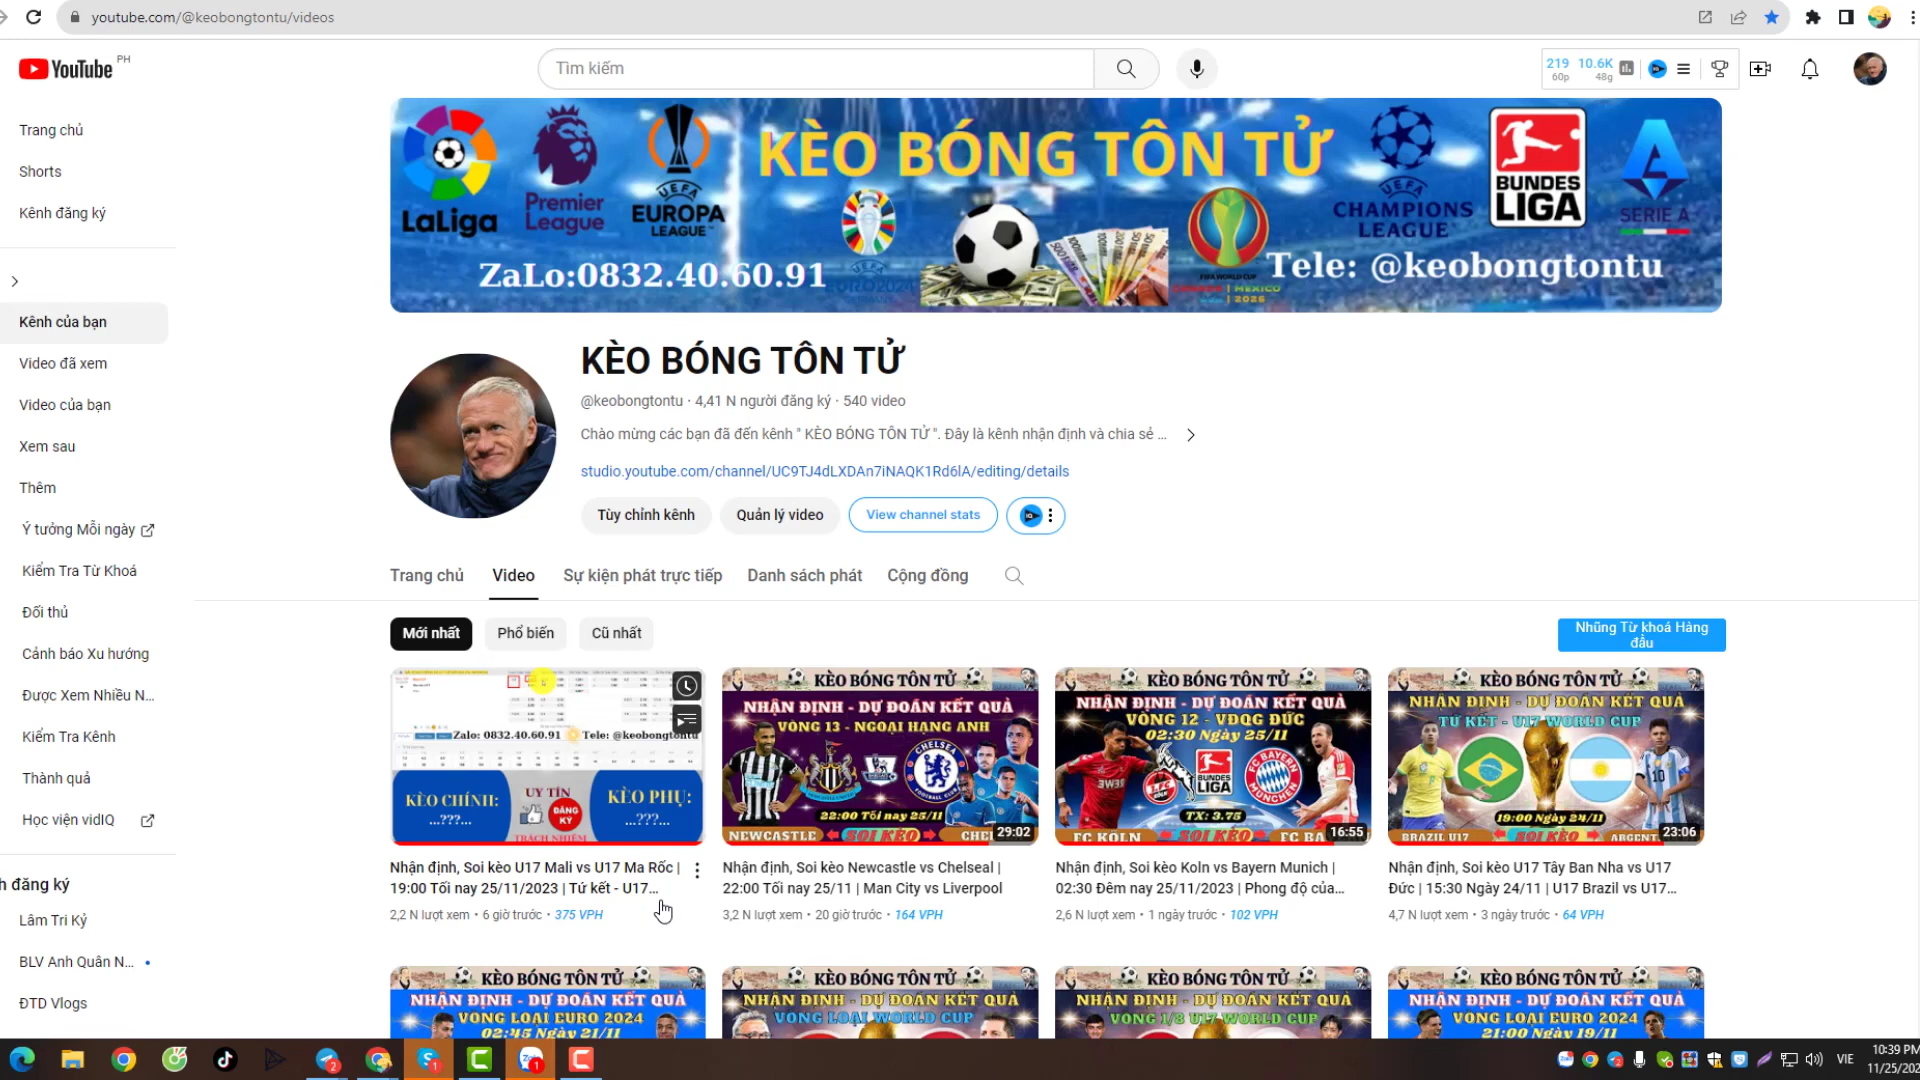 youtube.com/@keobongtontu/videos
YouTube PH
Tìm kiếm
219 10.6K
60p 48g
Trang chủ
Shorts
Kênh đăng ký
Kênh của bạn
Video đã xem
Video của bạn
Xem sau
Thêm
Ý tưởng Mỗi ngày
Kiểm Tra Từ Khoá
Đối thủ
Cảnh báo Xu hướng
Được Xem Nhiều N...
Kiểm Tra Kênh
Thành quả
Học viện vidIQ
h đăng ký
Lâm Tri Kỷ
BLV Anh Quân N...
ĐTD Vlogs
KÈO BÓNG TÔN TỬ
LaLiga
Premier
League
UEFA
EUROPA
LEAGUE
UEFA
CHAMPIONS
LEAGUE
BUNDES
LIGA
SERIE A
ZaLo:0832.40.60.91
Tele: @keobongtontu
KÈO BÓNG TÔN TỬ
@keobongtontu · 4,41 N người đăng ký · 540 video
Chào mừng các bạn đã đến kênh " KÈO BÓNG TÔN TỬ ". Đây là kênh nhận định và chia sẻ ...
studio.youtube.com/channel/UC9TJ4dLXDAn7iNAQK1Rd6lA/editing/details
Tùy chỉnh kênh
Quản lý video
View channel stats
Trang chủ
Video
Sự kiện phát trực tiếp
Danh sách phát
Cộng đồng
Mới nhất
Phổ biến
Cũ nhất
Những Từ khoá Hàng
đầu
Zalo: 0832.40.60.91 Tele: @keobongtontu
KÈO CHÍNH:
...???...
UY TÍN
ĐĂNG
KÝ
TRÁCH NHIỆM
KÈO PHỤ:
...???...
Nhận định, Soi kèo U17 Mali vs U17 Ma Rốc |
19:00 Tối nay 25/11/2023 | Tứ kết - U17...
2,2 N lượt xem · 6 giờ trước · 375 VPH
KÈO BÓNG TÔN TỬ
NHẬN ĐỊNH - DỰ ĐOÁN KẾT QUẢ
VÒNG 13 - NGOẠI HẠNG ANH
22:00 Tối nay 25/11
NEWCASTLE SOI KÈO CHEL
29:02
Nhận định, Soi kèo Newcastle vs Chelseal |
22:00 Tối nay 25/11 | Man City vs Liverpool
3,2 N lượt xem · 20 giờ trước · 164 VPH
KÈO BÓNG TÔN TỬ
NHẬN ĐỊNH - DỰ ĐOÁN KẾT QUẢ
VÒNG 12 - VĐQG ĐỨC
02:30 Ngày 25/11
TX: 3.75
FC KOLN SOI KÈO FC BA
16:55
Nhận định, Soi kèo Koln vs Bayern Munich |
02:30 Đêm nay 25/11/2023 | Phong độ của...
2,6 N lượt xem · 1 ngày trước · 102 VPH
KÈO BÓNG TÔN TỬ
NHẬN ĐỊNH - DỰ ĐOÁN KẾT QUẢ
TỨ KẾT - U17 WORLD CUP
19:00 Ngày 24/11
BRAZIL U17 SOI KÈO ARGENT
23:06
Nhận định, Soi kèo U17 Tây Ban Nha vs U17
Đức | 15:30 Ngày 24/11 | U17 Brazil vs U17...
4,7 N lượt xem · 3 ngày trước · 64 VPH
KÈO BÓNG TÔN TỬ
NHẬN ĐỊNH - DỰ ĐOÁN KẾT QUẢ
VÒNG LOẠI EURO 2024
02:45 Ngày 21/11
KÈO BÓNG TÔN TỬ
NHẬN ĐỊNH - DỰ ĐOÁN KẾT QUẢ
VÒNG LOẠI WORLD CUP
KÈO BÓNG TÔN TỬ
NHẬN ĐỊNH - DỰ ĐOÁN KẾT QUẢ
VÒNG 1/8 U17 WORLD CUP
KÈO BÓNG TÔN TỬ
NHẬN ĐỊNH - DỰ ĐOÁN KẾT QUẢ
VÒNG LOẠI EURO 2024
21:00 Ngày 19/11
VIE
10:39 PM
11/25/202